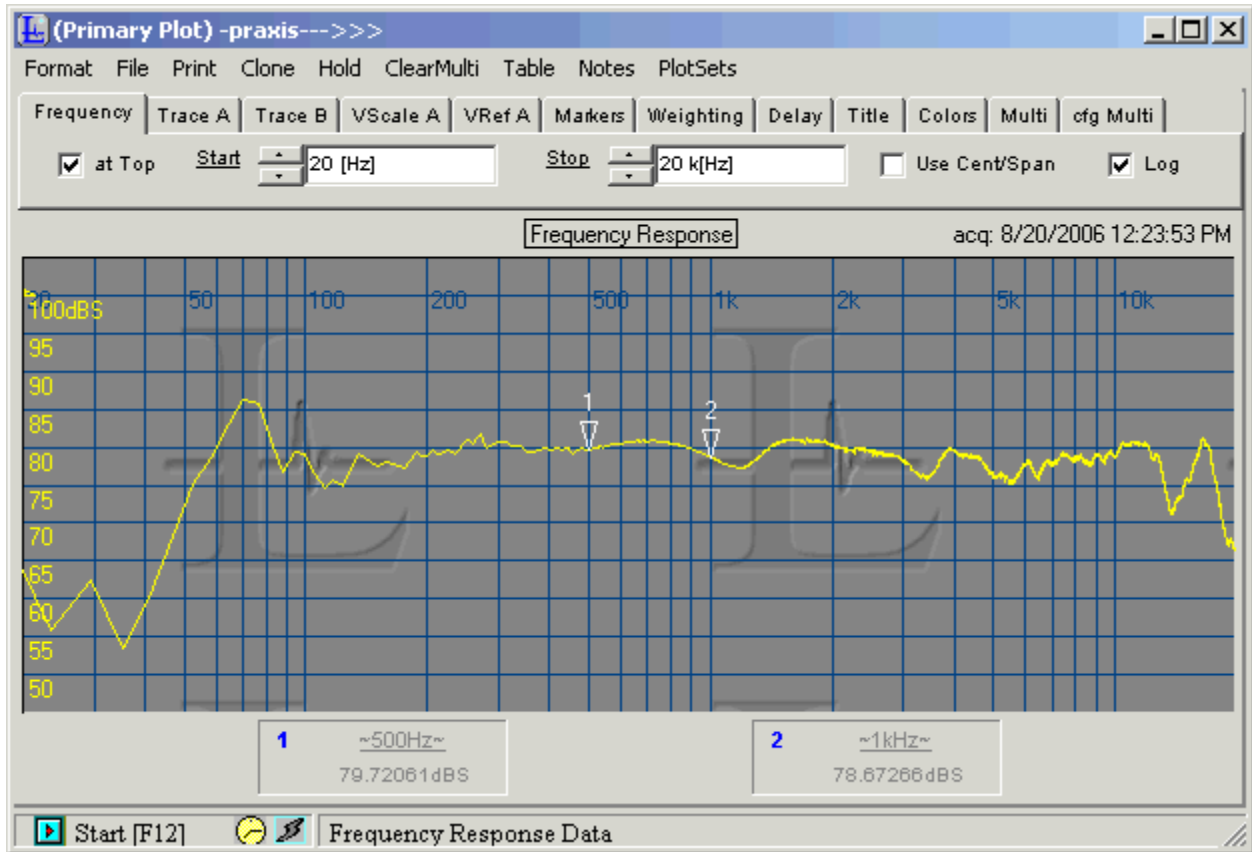 (Primary Plot) -praxis--->>>
Format File Print Clone Hold ClearMulti Table Notes PlotSets
Frequency Trace A Trace B VScale A VRef A Markers Weighting Delay Title Colors Multi cfg Multi
at Top Start 20 [Hz] Stop 20 k[Hz] Use Cent/Span Log
Frequency Response acq: 8/20/2006 12:23:53 PM
20 50 100 200 500 1k 2k 5k 10k
100dBS
95
90
1 2
85
80
75
70
65
60
55
50
1 ~500Hz~ 2 ~1kHz~
79.72061dBS 78.67266dBS
Start [F12] Frequency Response Data